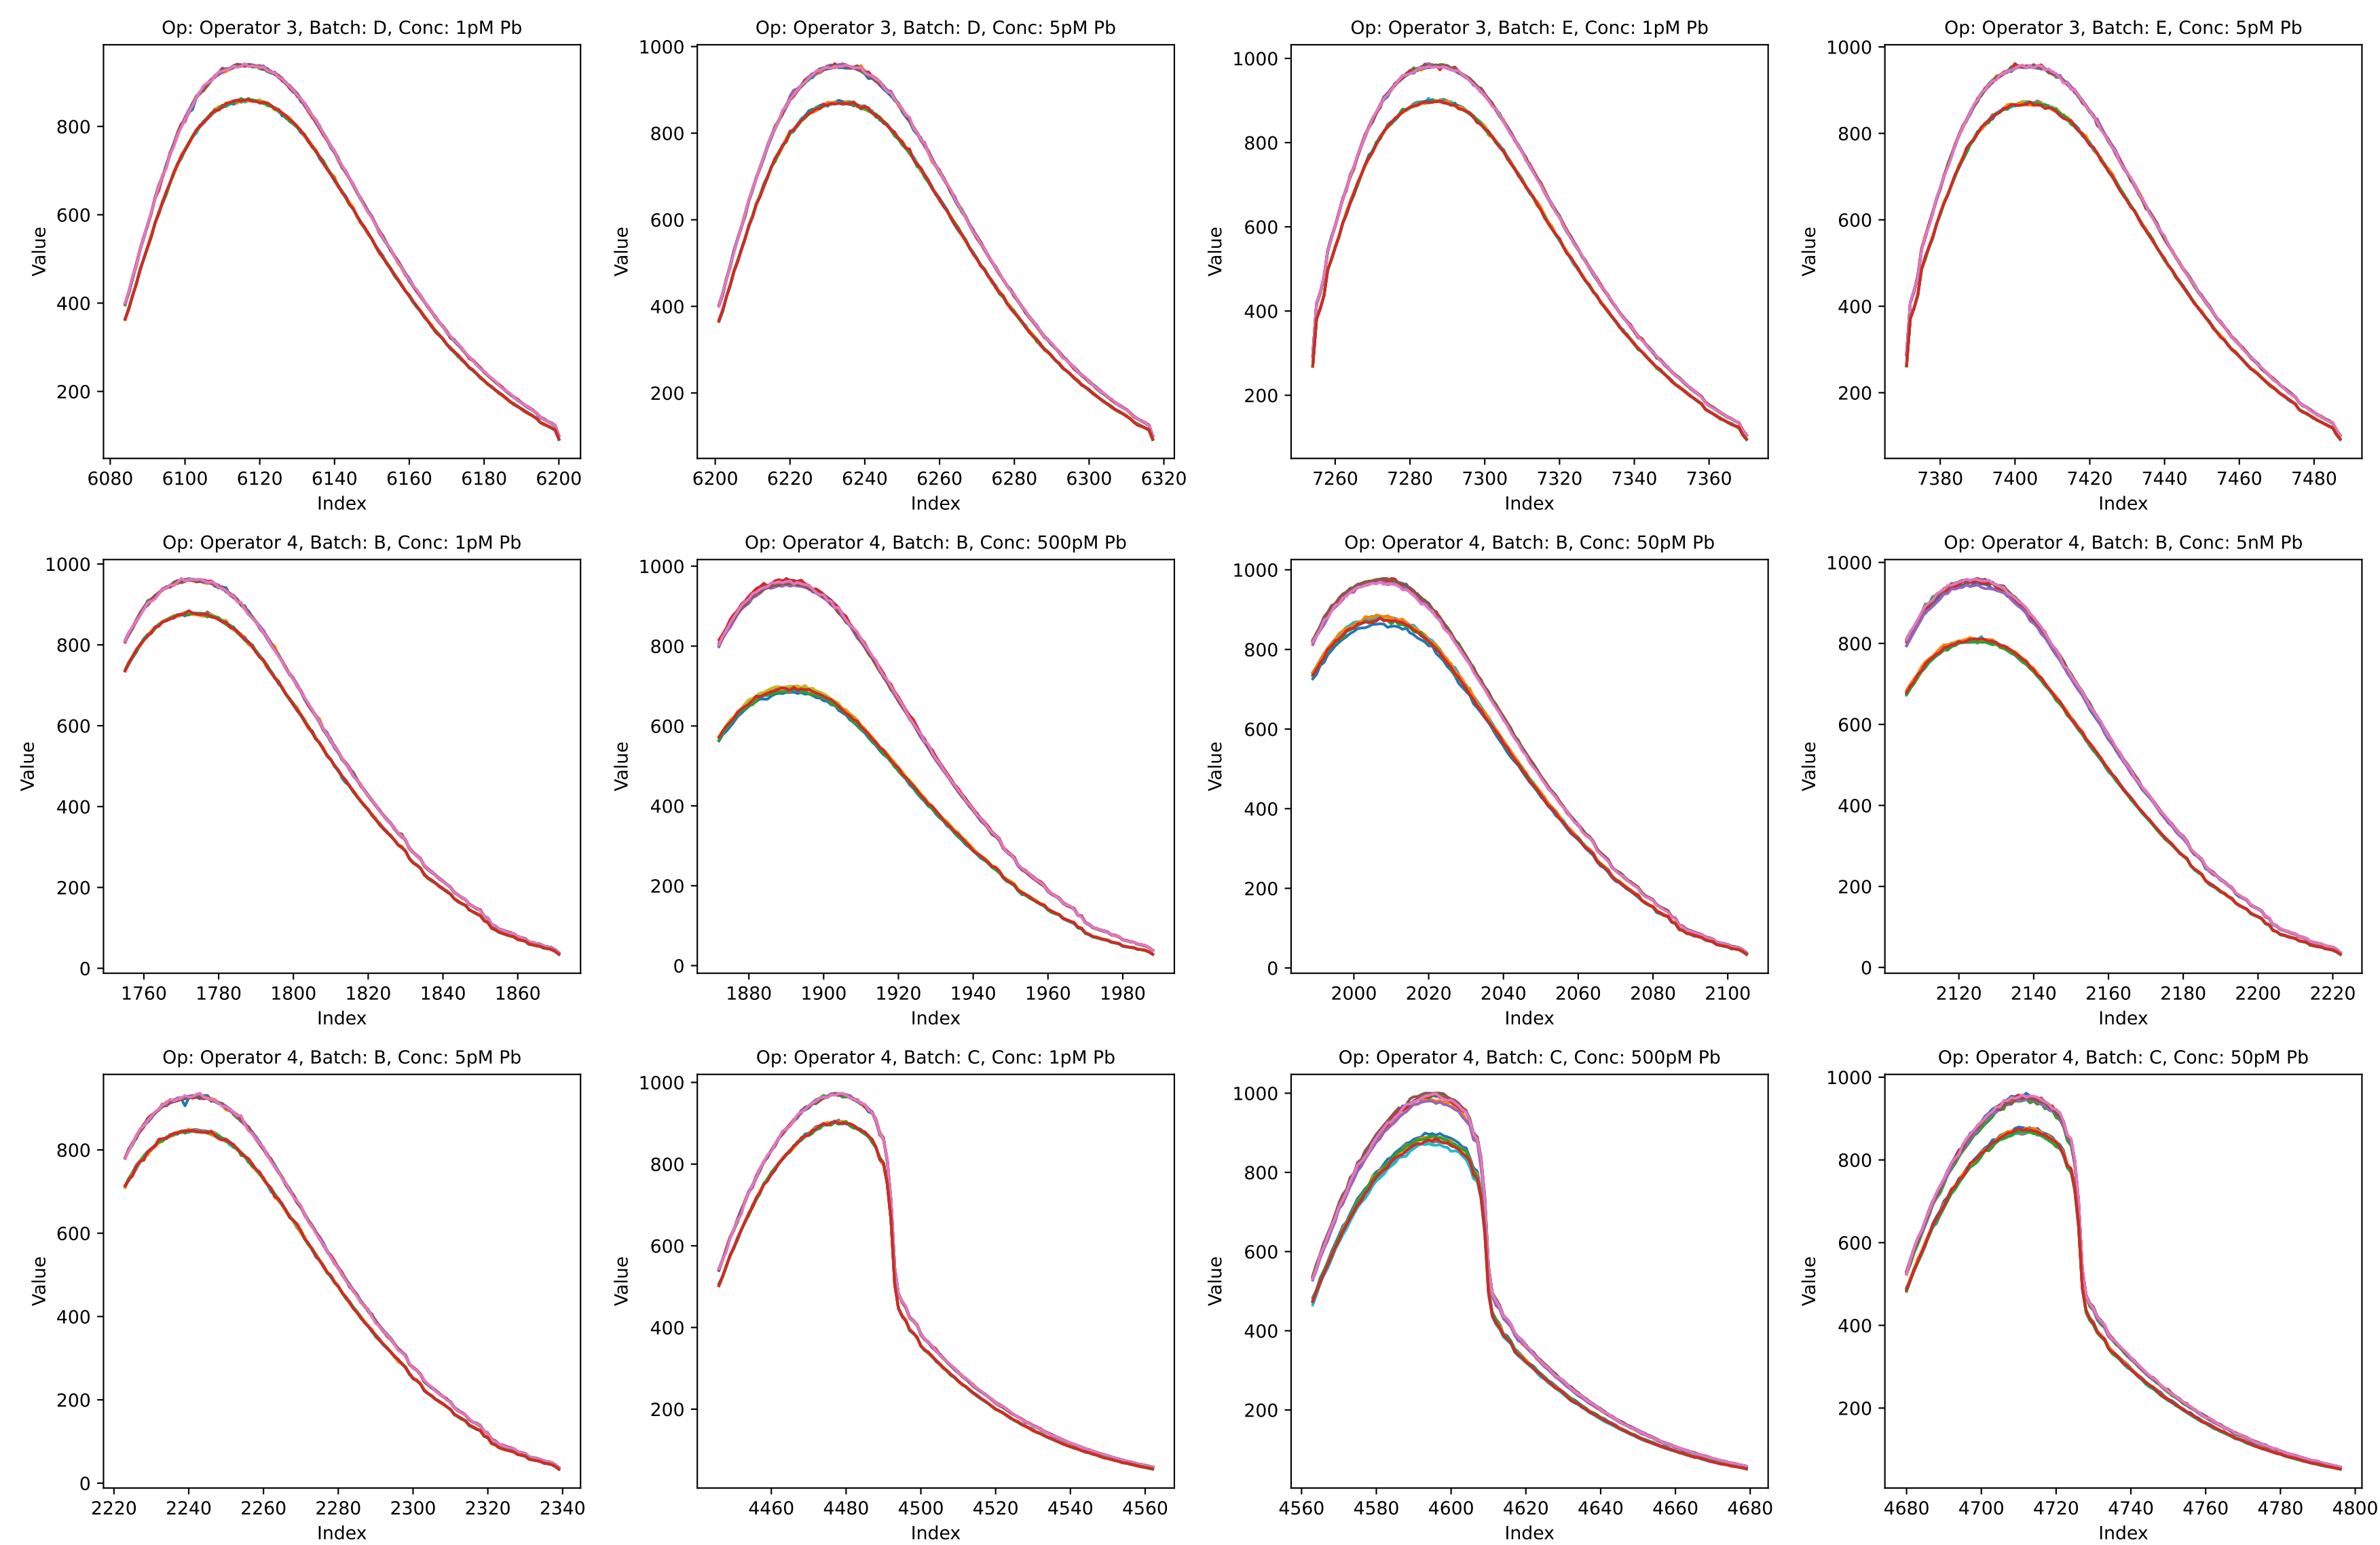 Op: Operator 3, Batch: D, Conc: 1pM Pb
Value
800
600
400
200
6080 6100 6120 6140 6160 6180 6200
Index
Op: Operator 3, Batch: D, Conc: 5pM Pb
Value
1000
800
600
400
200
6200 6220 6240 6260 6280 6300 6320
Index
Op: Operator 3, Batch: E, Conc: 1pM Pb
Value
1000
800
600
400
200
7260 7280 7300 7320 7340 7360
Index
Op: Operator 3, Batch: E, Conc: 5pM Pb
Value
1000
800
600
400
200
7380 7400 7420 7440 7460 7480
Index
Op: Operator 4, Batch: B, Conc: 1pM Pb
Value
1000
800
600
400
200
0
1760 1780 1800 1820 1840 1860
Index
Op: Operator 4, Batch: B, Conc: 500pM Pb
Value
1000
800
600
400
200
0
1880 1900 1920 1940 1960 1980
Index
Op: Operator 4, Batch: B, Conc: 50pM Pb
Value
1000
800
600
400
200
0
2000 2020 2040 2060 2080 2100
Index
Op: Operator 4, Batch: B, Conc: 5nM Pb
Value
1000
800
600
400
200
0
2120 2140 2160 2180 2200 2220
Index
Op: Operator 4, Batch: B, Conc: 5pM Pb
Value
800
600
400
200
0
2220 2240 2260 2280 2300 2320 2340
Index
Op: Operator 4, Batch: C, Conc: 1pM Pb
Value
1000
800
600
400
200
4460 4480 4500 4520 4540 4560
Index
Op: Operator 4, Batch: C, Conc: 500pM Pb
Value
1000
800
600
400
200
4560 4580 4600 4620 4640 4660 4680
Index
Op: Operator 4, Batch: C, Conc: 50pM Pb
Value
1000
800
600
400
200
4680 4700 4720 4740 4760 4780 4800
Index